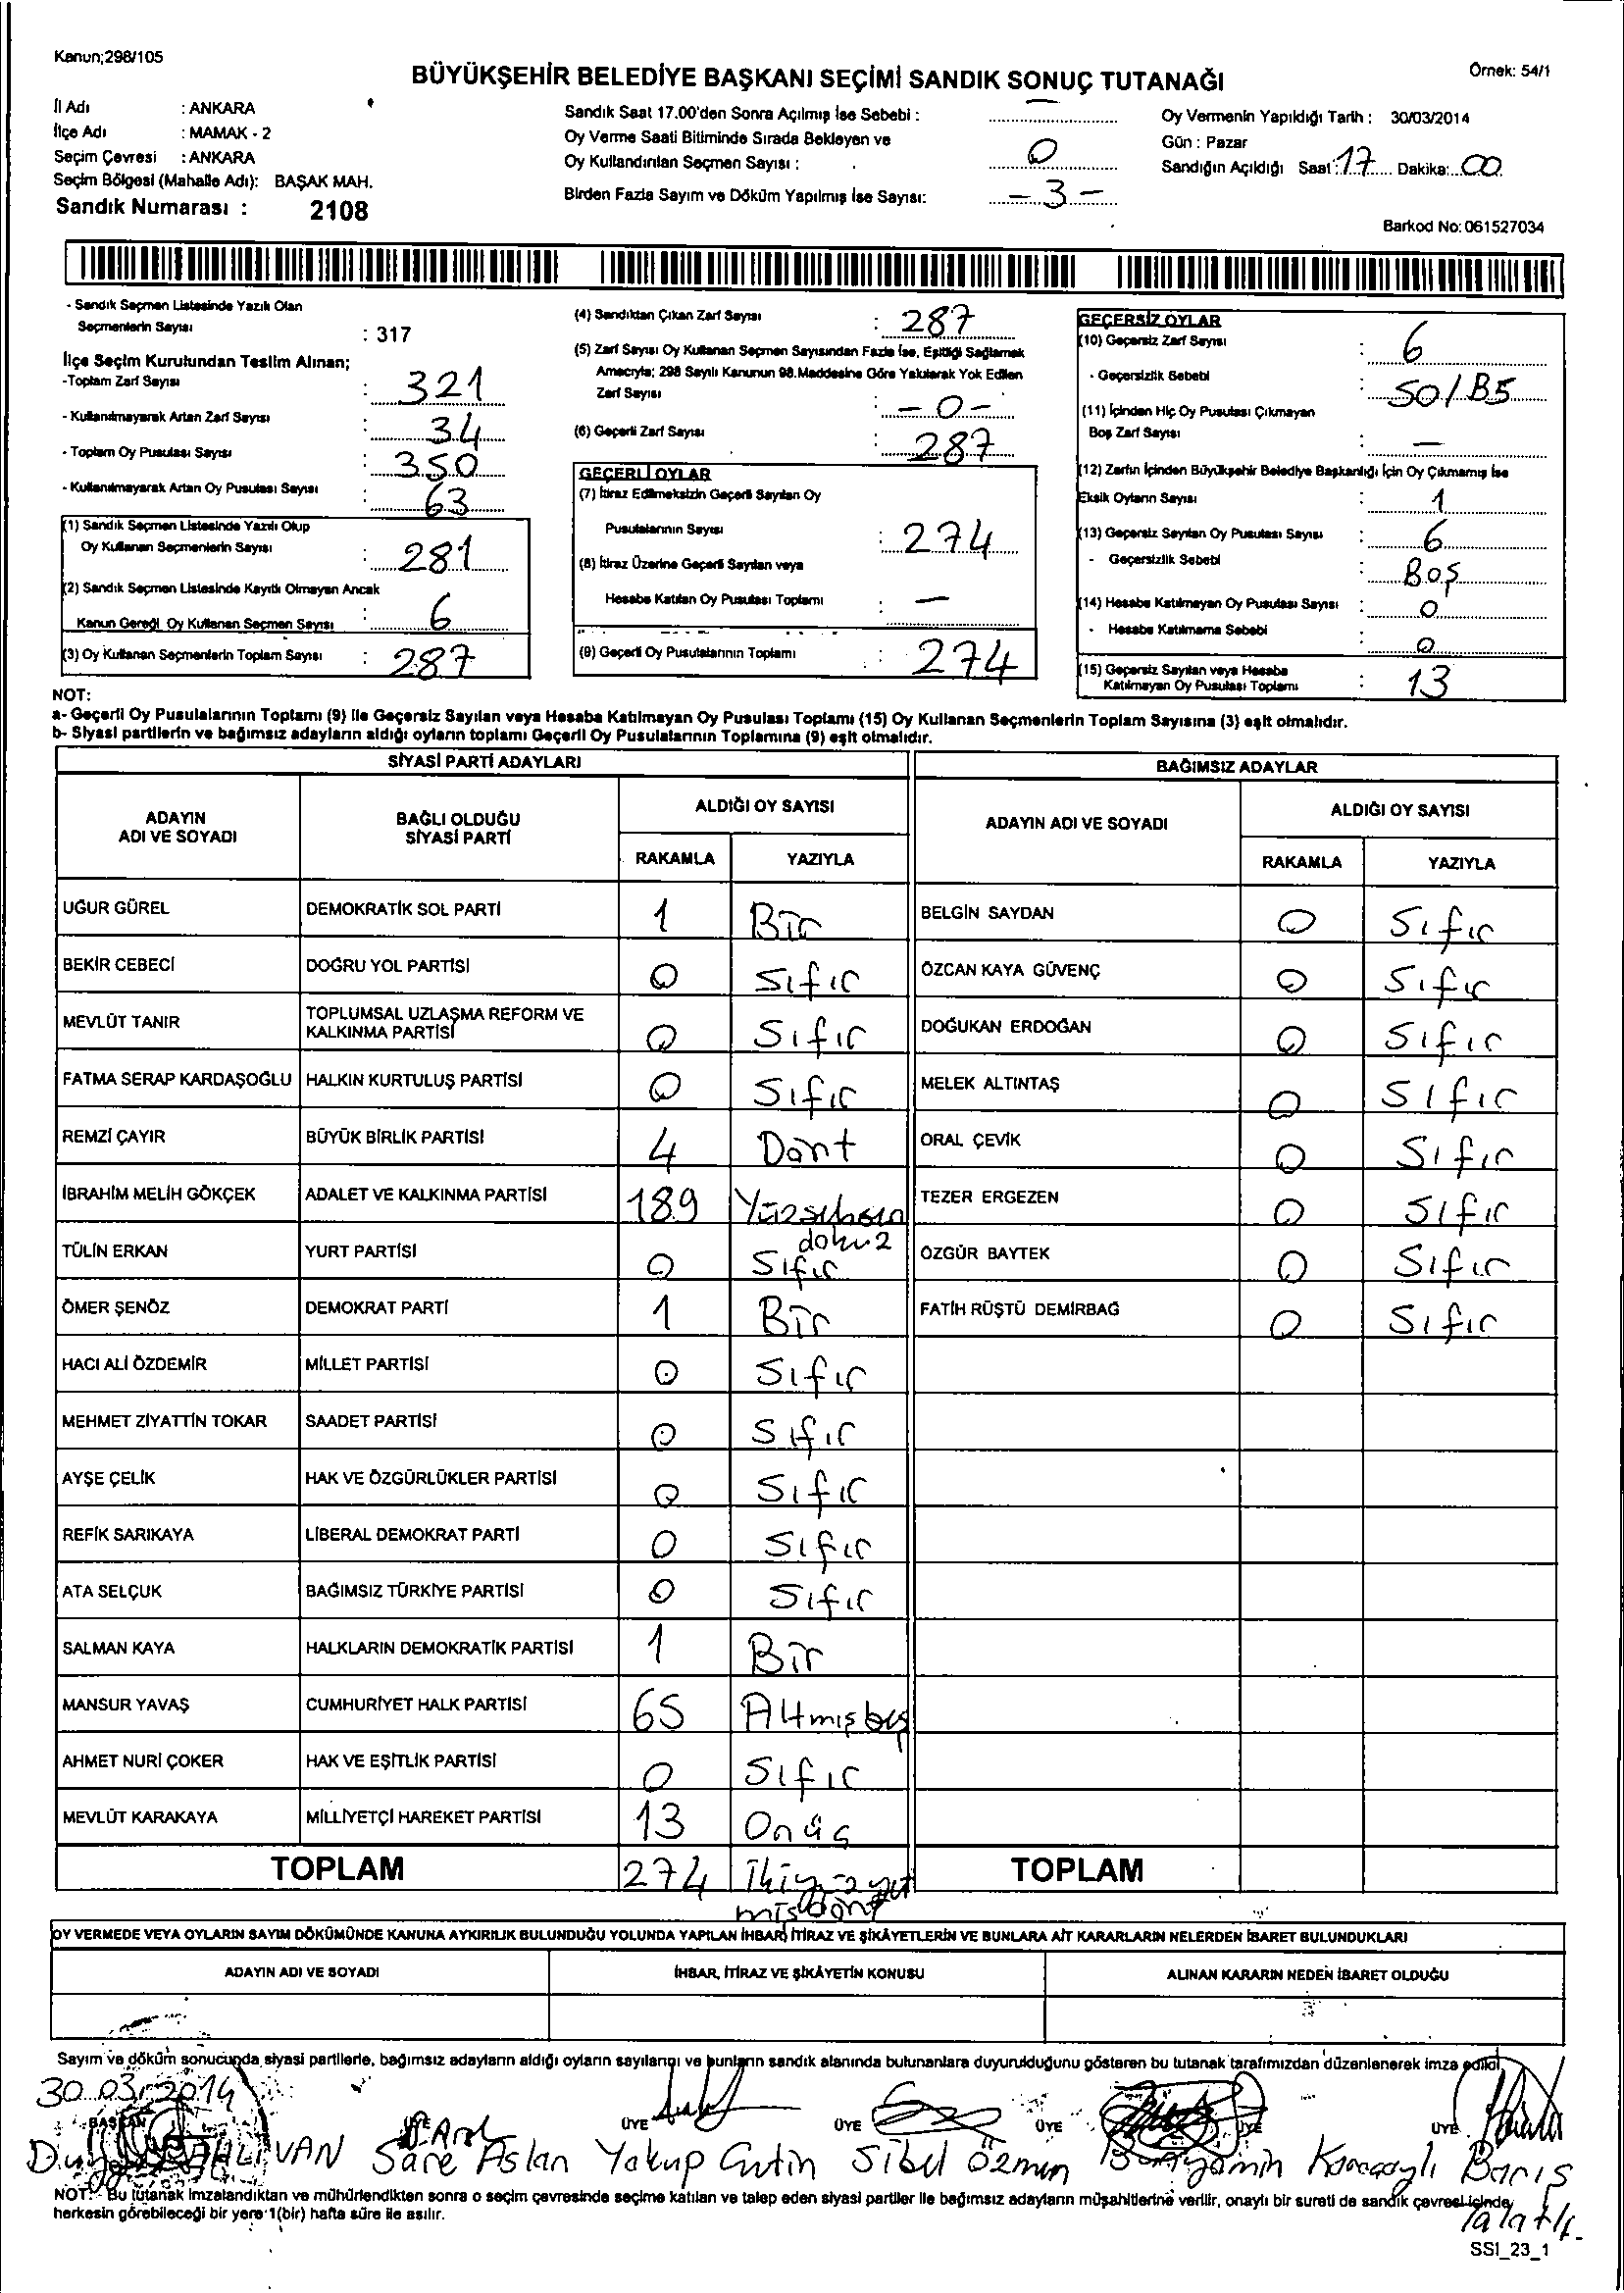 Kanun;298/105
BÜYÜKŞEHİR BELEDİYE BAŞKANI SEÇİMİ SANDIK SONUÇ TUTANAĞI
Örnek: 54/1
İl Adı : ANKARA
İlçe Adı : MAMAK - 2
Seçim Çevresi : ANKARA
Seçim Bölgesi (Mahalle Adı): BAŞAK MAH.
Sandık Numarası : 2108
Sandık Saat 17.00'den Sonra Açılmış İse Sebebi : —
Oy Verme Saati Bitiminde Sırada Bekleyen ve
Oy Kullandırılan Seçmen Sayısı : 0
Birden Fazla Sayım ve Döküm Yapılmış İse Sayısı: - 3 -
Oy Vermenin Yapıldığı Tarih : 30/03/2014
Gün : Pazar
Sandığın Açıldığı Saat : 17 Dakika: 00
Barkod No: 061527034
- Sandık Seçmen Listesinde Yazılı Olan
Seçmenlerin Sayısı : 317
İlçe Seçim Kurulundan Teslim Alınan;
-Toplam Zarf Sayısı : 321
- Kullanılmayarak Artan Zarf Sayısı : 34
- Toplam Oy Pusulası Sayısı : 350
- Kullanılmayarak Artan Oy Pusulası Sayısı : 63
(1) Sandık Seçmen Listesinde Yazılı Olup
Oy Kullanan Seçmenlerin Sayısı : 281
(2) Sandık Seçmen Listesinde Kayıtlı Olmayan Ancak
Kanun Gereği Oy Kullanan Seçmen Sayısı : 6
(3) Oy Kullanan Seçmenlerin Toplam Sayısı : 287
(4) Sandıktan Çıkan Zarf Sayısı : 287
(5) Zarf Sayısı Oy Kullanan Seçmen Sayısından Fazla İse, Eşitliği Sağlamak
Amacıyla; 298 Sayılı Kanunun 98.Maddesine Göre Yakılarak Yok Edilen
Zarf Sayısı : - 0 -
(6) Geçerli Zarf Sayısı : 287
GEÇERLİ OYLAR
(7) İtiraz Edilmeksizin Geçerli Sayılan Oy
Pusulalarının Sayısı : 274
(8) İtiraz Üzerine Geçerli Sayılan veya
Hesaba Katılan Oy Pusulası Toplamı : —
(9) Geçerli Oy Pusulalarının Toplamı : 274
GEÇERSİZ OYLAR
(10) Geçersiz Zarf Sayısı : 6
- Geçersizlik Sebebi : 50/B5
(11) İçinden Hiç Oy Pusulası Çıkmayan
Boş Zarf Sayısı : —
(12) Zarfın İçinden Büyükşehir Belediye Başkanlığı İçin Oy Çıkmamış İse
Eksik Oyların Sayısı : 1
(13) Geçersiz Sayılan Oy Pusulası Sayısı : 6
- Geçersizlik Sebebi : Boş
(14) Hesaba Katılmayan Oy Pusulası Sayısı : 0
- Hesaba Katılmama Sebebi : 0
(15) Geçersiz Sayılan veya Hesaba
Katılmayan Oy Pusulası Toplamı : 13
NOT:
a- Geçerli Oy Pusulalarının Toplamı (9) ile Geçersiz Sayılan veya Hesaba Katılmayan Oy Pusulası Toplamı (15) Oy Kullanan Seçmenlerin Toplam Sayısına (3) eşit olmalıdır.
b- Siyasi partilerin ve bağımsız adayların aldığı oyların toplamı Geçerli Oy Pusulalarının Toplamına (9) eşit olmalıdır.
SİYASİ PARTİ ADAYLARI
ADAYIN ADI VE SOYADI BAĞLI OLDUĞU SİYASİ PARTİ ALDIĞI OY SAYISI RAKAMLA YAZIYLA
BAĞIMSIZ ADAYLAR
ADAYIN ADI VE SOYADI ALDIĞI OY SAYISI RAKAMLA YAZIYLA
UĞUR GÜREL DEMOKRATİK SOL PARTİ 1 Bir BELGİN SAYDAN 0 Sıfır
BEKİR CEBECİ DOĞRU YOL PARTİSİ 0 Sıfır ÖZCAN KAYA GÜVENÇ 0 Sıfır
MEVLÜT TANIR TOPLUMSAL UZLAŞMA REFORM VE KALKINMA PARTİSİ 0 Sıfır DOĞUKAN ERDOĞAN 0 Sıfır
FATMA SERAP KARDAŞOĞLU HALKIN KURTULUŞ PARTİSİ 0 Sıfır MELEK ALTINTAŞ 0 Sıfır
REMZİ ÇAYIR BÜYÜK BİRLİK PARTİSİ 4 Dört ORAL ÇEVİK 0 Sıfır
İBRAHİM MELİH GÖKÇEK ADALET VE KALKINMA PARTİSİ 189 Yüzseksen dokuz TEZER ERGEZEN 0 Sıfır
TÜLİN ERKAN YURT PARTİSİ 0 Sıfır ÖZGÜR BAYTEK 0 Sıfır
ÖMER ŞENÖZ DEMOKRAT PARTİ 1 Bir FATİH RÜŞTÜ DEMİRBAĞ 0 Sıfır
HACI ALİ ÖZDEMİR MİLLET PARTİSİ 0 Sıfır
MEHMET ZİYATTİN TOKAR SAADET PARTİSİ 0 Sıfır
AYŞE ÇELİK HAK VE ÖZGÜRLÜKLER PARTİSİ 0 Sıfır
REFİK SARIKAYA LİBERAL DEMOKRAT PARTİ 0 Sıfır
ATA SELÇUK BAĞIMSIZ TÜRKİYE PARTİSİ 0 Sıfır
SALMAN KAYA HALKLARIN DEMOKRATİK PARTİSİ 1 Bir
MANSUR YAVAŞ CUMHURİYET HALK PARTİSİ 65 Altmışbeş
AHMET NURİ ÇOKER HAK VE EŞİTLİK PARTİSİ 0 Sıfır
MEVLÜT KARAKAYA MİLLİYETÇİ HAREKET PARTİSİ 13 Onüç
TOPLAM 274 İkiyüzyet mişdört TOPLAM
OY VERMEDE VEYA OYLARIN SAYIM DÖKÜMÜNDE KANUNA AYKIRILIK BULUNDUĞU YOLUNDA YAPILAN İHBAR, İTİRAZ VE ŞİKÂYETLERİN VE BUNLARA AİT KARARLARIN NELERDEN İBARET BULUNDUKLARI
ADAYIN ADI VE SOYADI İHBAR, İTİRAZ VE ŞİKÂYETİN KONUSU ALINAN KARARIN NEDEN İBARET OLDUĞU
Sayım ve döküm sonucunda siyasi partilerle, bağımsız adayların aldığı oyların sayılarını ve bunların sandık alanında bulunanlara duyurulduğunu gösteren bu tutanak tarafımızdan düzenlenerek imza edildi.
30.03.2014
BAŞKAN ÜYE ÜYE ÜYE ÜYE ÜYE ÜYE
Sare Aslan Yakup Sibel Özmen Bünyamin Barış
NOT: Bu tutanak imzalandıktan ve mühürlendikten sonra o seçim çevresinde seçime katılan ve talep eden siyasi partiler ile bağımsız adayların müşahitlerine verilir, onaylı bir sureti de sandık çevresi içinde
herkesin görebileceği bir yere 1(bir) hafta süre ile asılır.
SSI_23_1